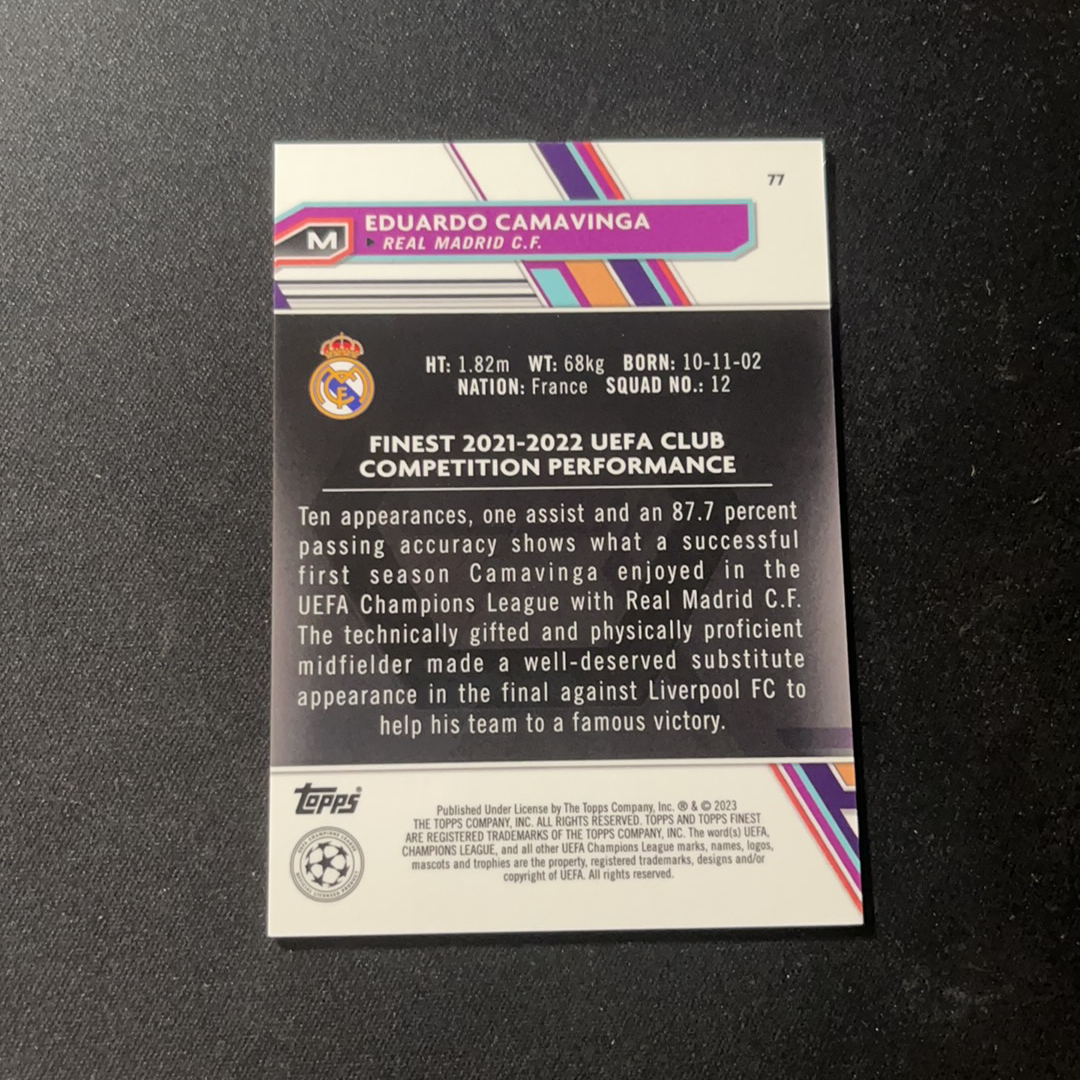 77
M
EDUARDO CAMAVINGA
REAL MADRID C.F.
HT: 1.82m WT: 68kg BORN: 10-11-02
NATION: France SQUAD NO.: 12
FINEST 2021-2022 UEFA CLUB
COMPETITION PERFORMANCE
Ten appearances, one assist and an 87.7 percent
passing accuracy shows what a successful
first season Camavinga enjoyed in the
UEFA Champions League with Real Madrid C.F.
The technically gifted and physically proficient
midfielder made a well-deserved substitute
appearance in the final against Liverpool FC to
help his team to a famous victory.
Topps®
Published Under License by The Topps Company, Inc. ® & © 2023
THE TOPPS COMPANY, INC. ALL RIGHTS RESERVED. TOPPS AND TOPPS FINEST
ARE REGISTERED TRADEMARKS OF THE TOPPS COMPANY, INC. The word(s) UEFA,
CHAMPIONS LEAGUE, and all other UEFA Champions League marks, names, logos,
mascots and trophies are the property, registered trademarks, designs and/or
copyright of UEFA. All rights reserved.
UEFA CHAMPIONS LEAGUE
OFFICIAL LICENSED PRODUCT